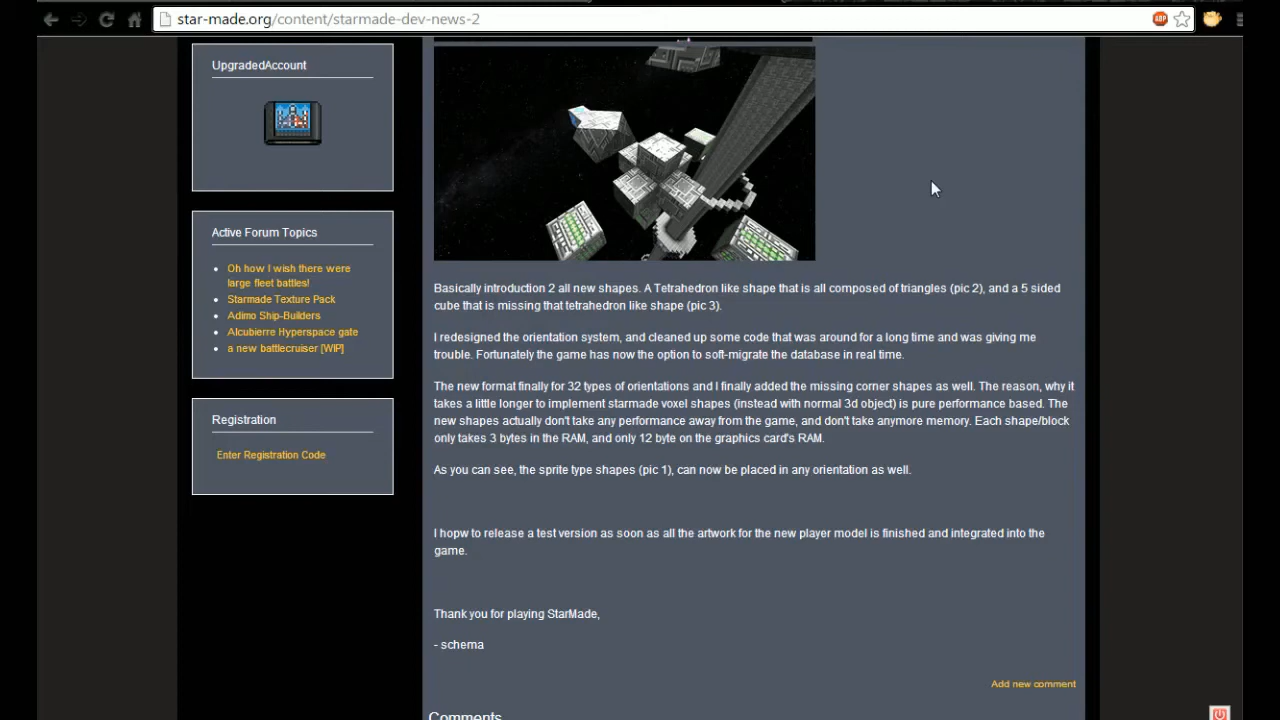 star-made.org/content/starmade-dev-news-2
ABP
UpgradedAccount
Active Forum Topics
Oh how I wish there were
large fleet battles!
Starmade Texture Pack
Adimo Ship-Builders
Alcubierre Hyperspace gate
a new battlecruiser [WIP]
Registration
Enter Registration Code
Basically introduction 2 all new shapes. A Tetrahedron like shape that is all composed of triangles (pic 2), and a 5 sided
cube that is missing that tetrahedron like shape (pic 3).
I redesigned the orientation system, and cleaned up some code that was around for a long time and was giving me
trouble. Fortunately the game has now the option to soft-migrate the database in real time.
The new format finally for 32 types of orientations and I finally added the missing corner shapes as well. The reason, why it
takes a little longer to implement starmade voxel shapes (instead with normal 3d object) is pure performance based. The
new shapes actually don't take any performance away from the game, and don't take anymore memory. Each shape/block
only takes 3 bytes in the RAM, and only 12 byte on the graphics card's RAM.
As you can see, the sprite type shapes (pic 1), can now be placed in any orientation as well.
I hopw to release a test version as soon as all the artwork for the new player model is finished and integrated into the
game.
Thank you for playing StarMade,
- schema
Add new comment
Comments